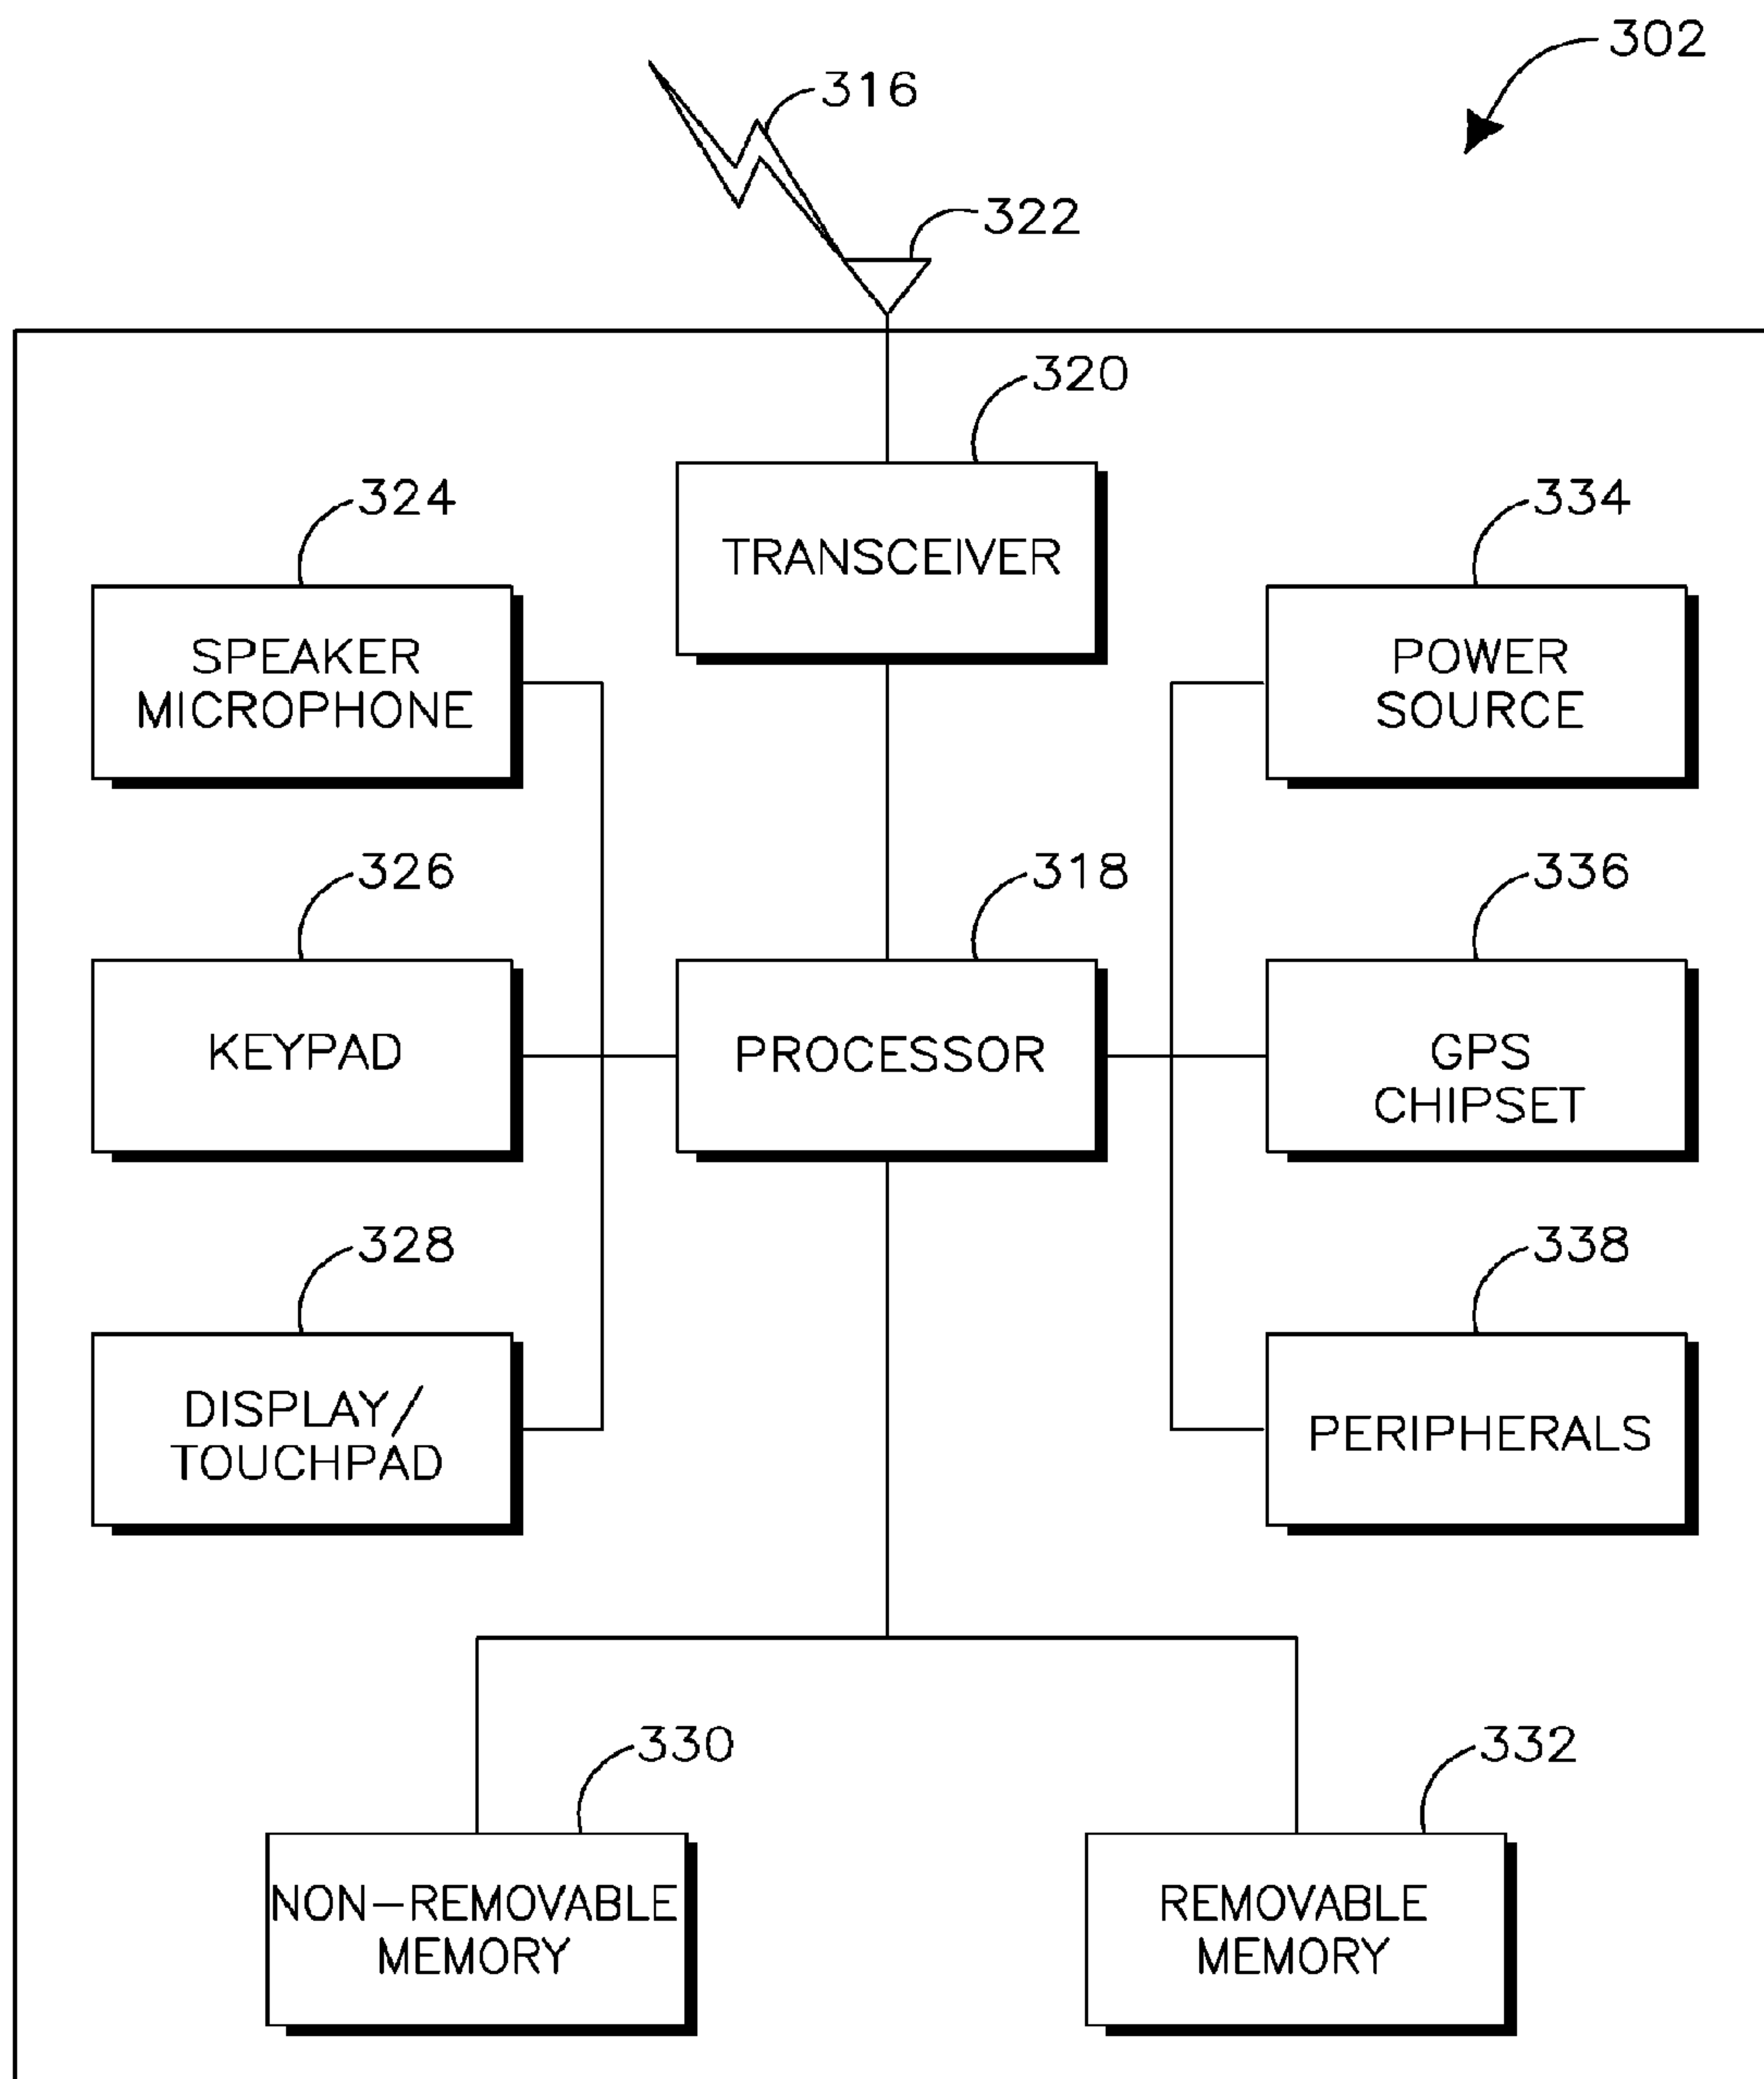 302
316
322
320
TRANSCEIVER
324
SPEAKER
MICROPHONE
334
POWER
SOURCE
326
KEYPAD
318
PROCESSOR
336
GPS
CHIPSET
328
DISPLAY/
TOUCHPAD
338
PERIPHERALS
330
NON-REMOVABLE
MEMORY
332
REMOVABLE
MEMORY